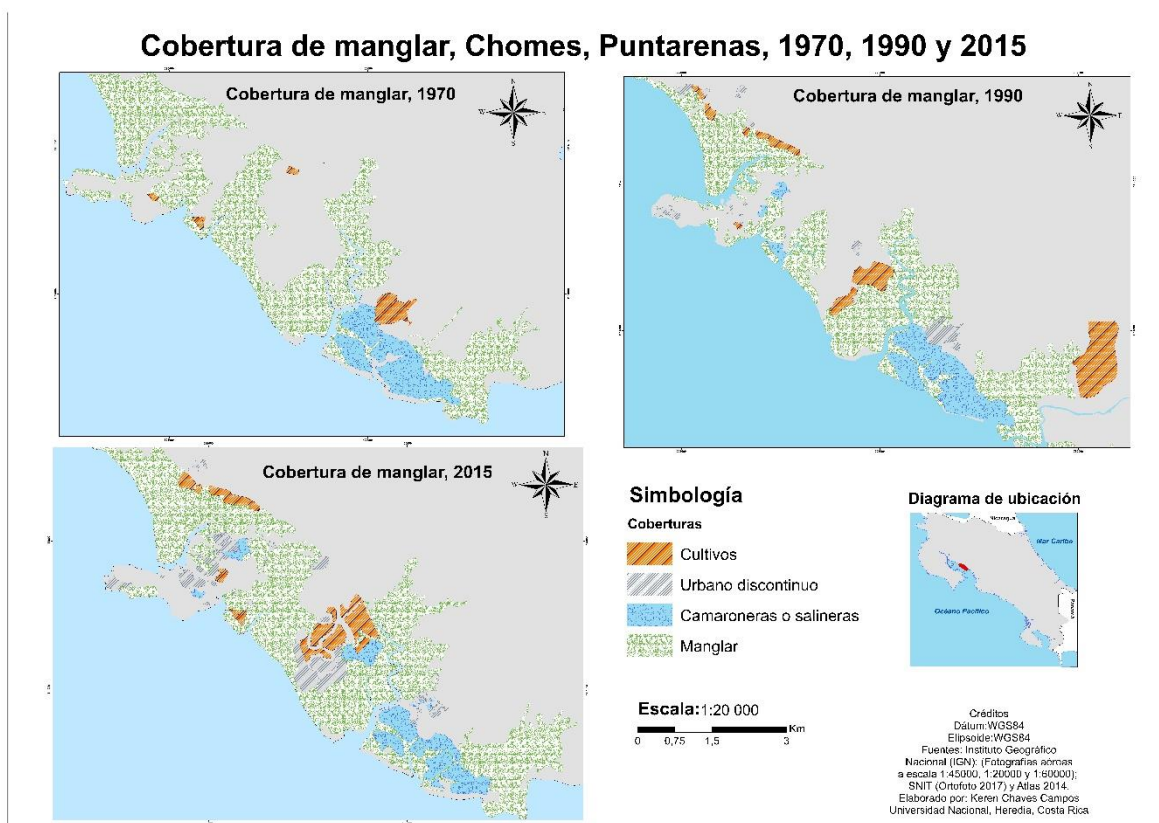 Cobertura de manglar, Chomes, Puntarenas, 1970, 1990 y 2015
Cobertura de manglar, 1970
N
W
S
Cobertura de manglar, 1990
N
W
E
S
Cobertura de manglar, 2015
N
W
E
S
Simbología
Coberturas
Cultivos
Urbano discontinuo
Camaroneras o salineras
Manglar
Escala:1:20 000
Km
0 0,75 1,5 3
Diagrama de ubicación
Nicaragua
Mar Caribe
Océano Pacífico
Panamá
Créditos
Dátum:WGS84
Elipsoide:WGS84
Fuentes: Instituto Geográfico
Nacional (IGN): (Fotografías aéreas
a escala 1:45000, 1:20000 y 1:60000);
SNIT (Ortofoto 2017) y Atlas 2014.
Elaborado por: Keren Chaves Campos
Universidad Nacional, Heredia, Costa Rica